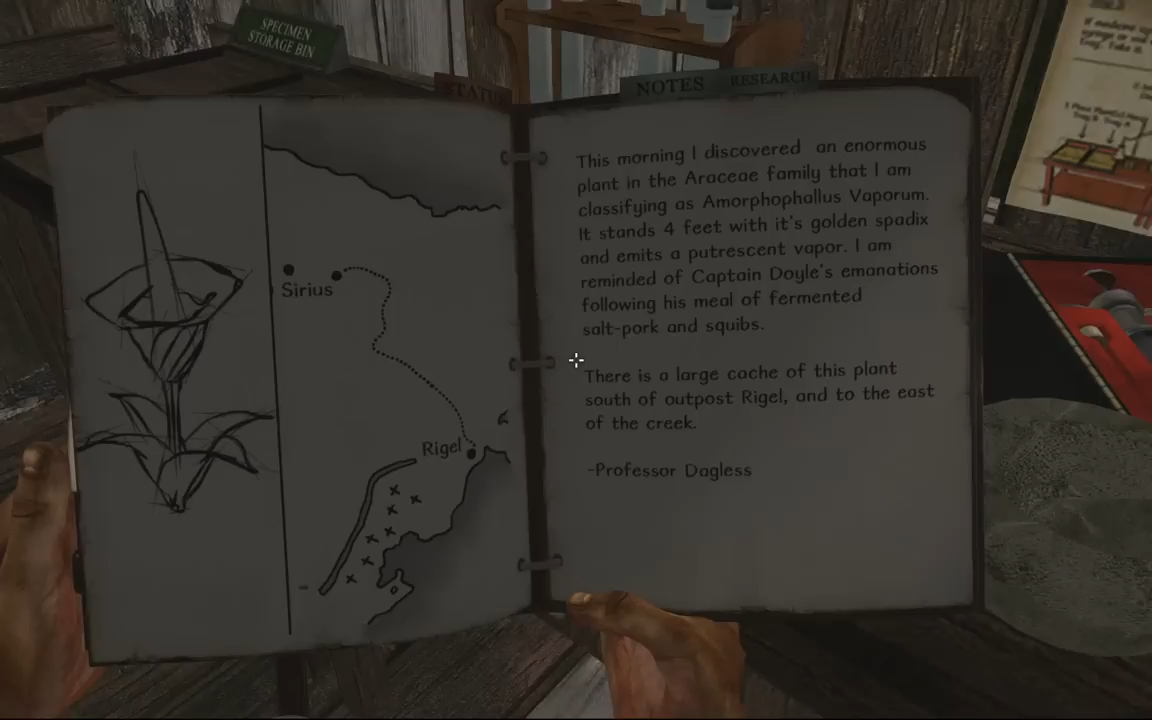 SPECIMEN
STORAGE BIN
STATUS
NOTES
RESEARCH
Sirius
Rigel
This morning I discovered an enormous
plant in the Araceae family that I am
classifying as Amorphophallus Vaporum.
It stands 4 feet with it's golden spadix
and emits a putrescent vapor. I am
reminded of Captain Doyle's emanations
following his meal of fermented
salt-pork and squibs.
There is a large cache of this plant
south of outpost Rigel, and to the east
of the creek.
-Professor Dagless